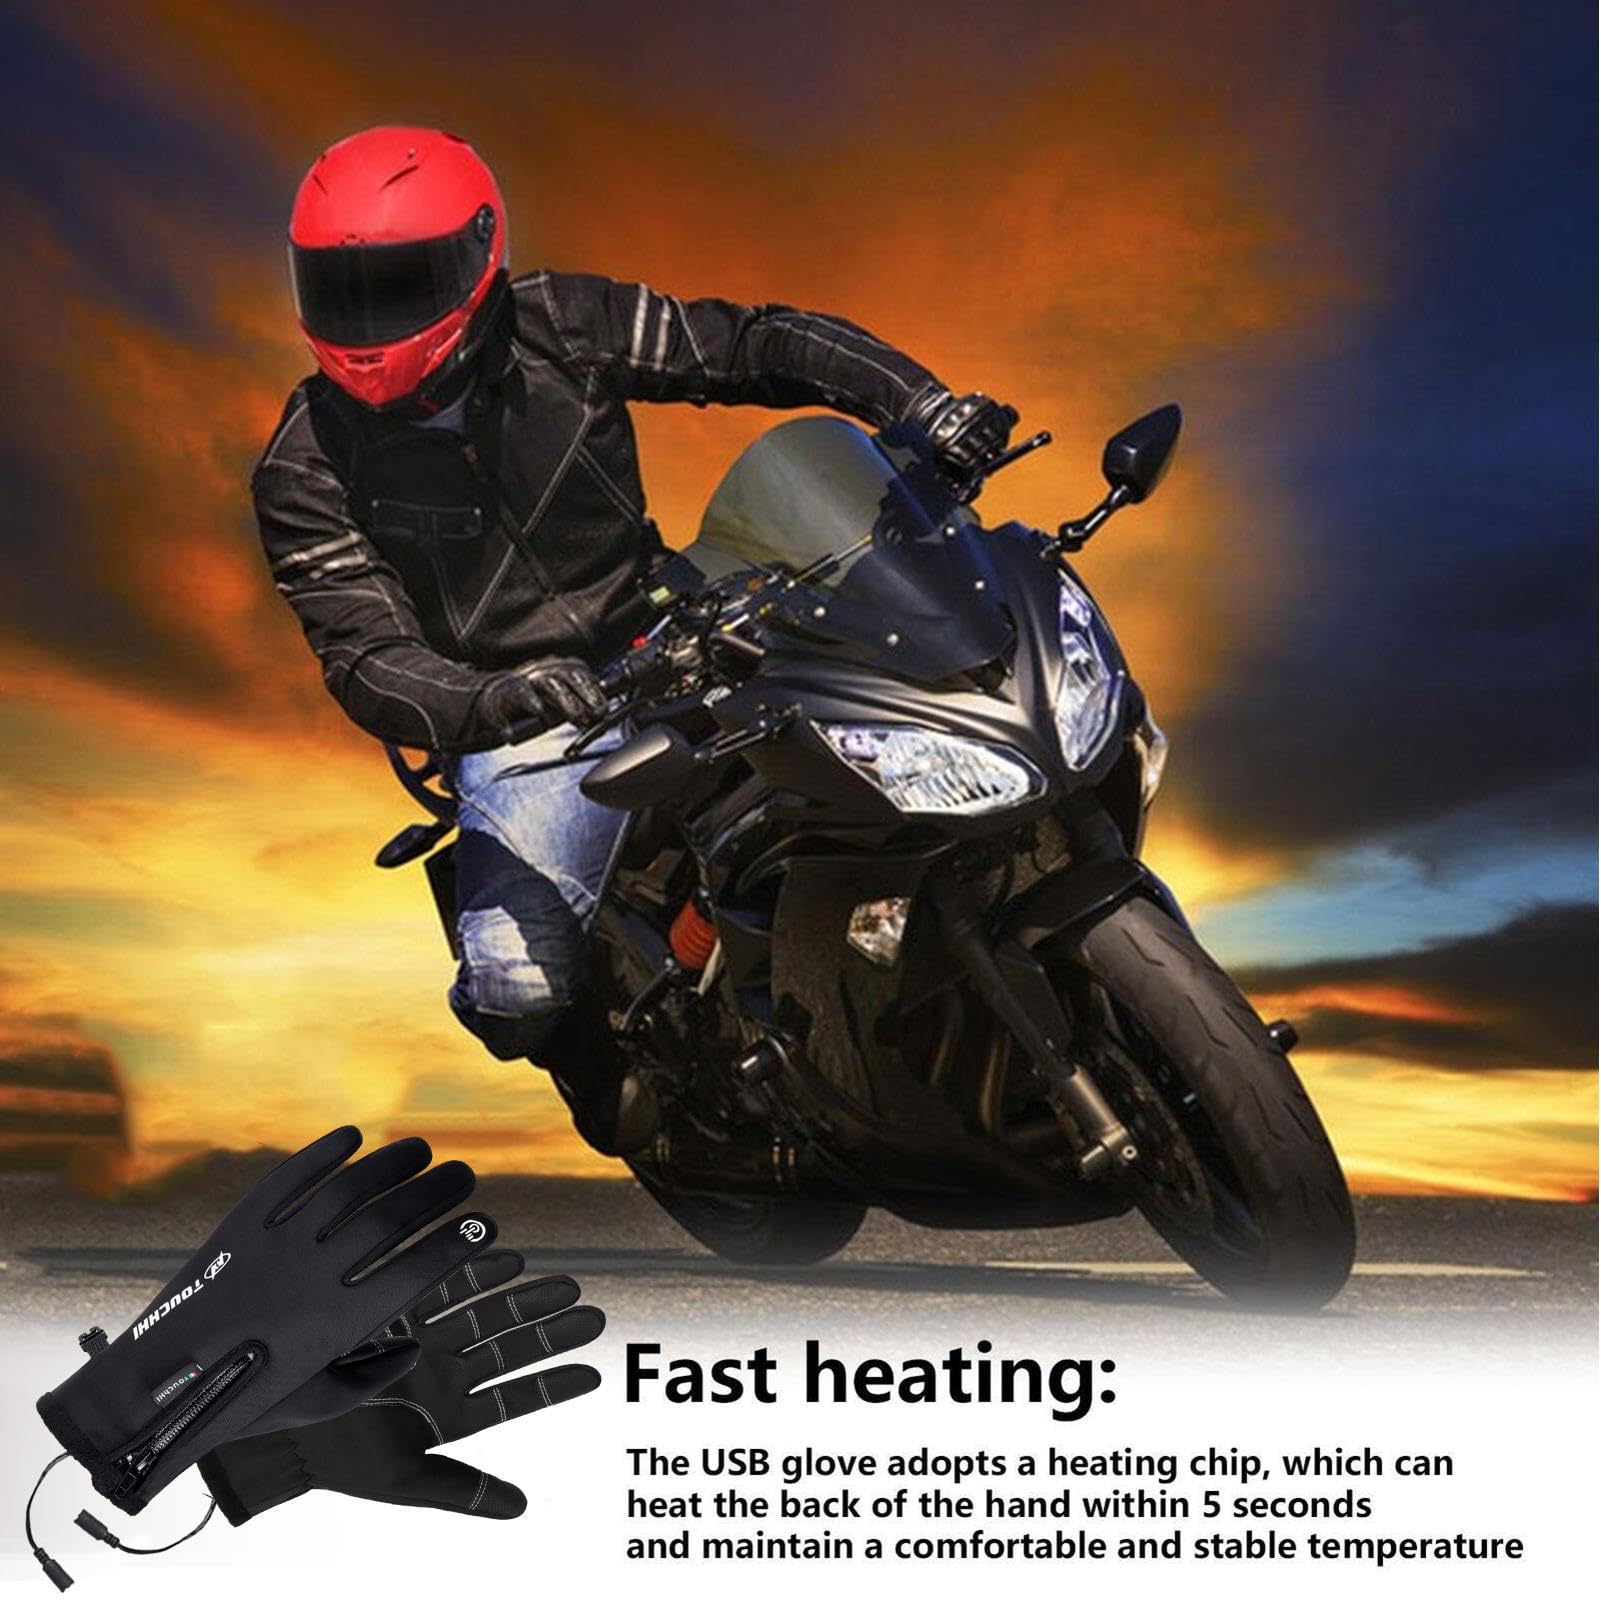 TOUCHHI
TOUCHHI
Fast heating:
The USB glove adopts a heating chip, which can
heat the back of the hand within 5 seconds
and maintain a comfortable and stable temperature